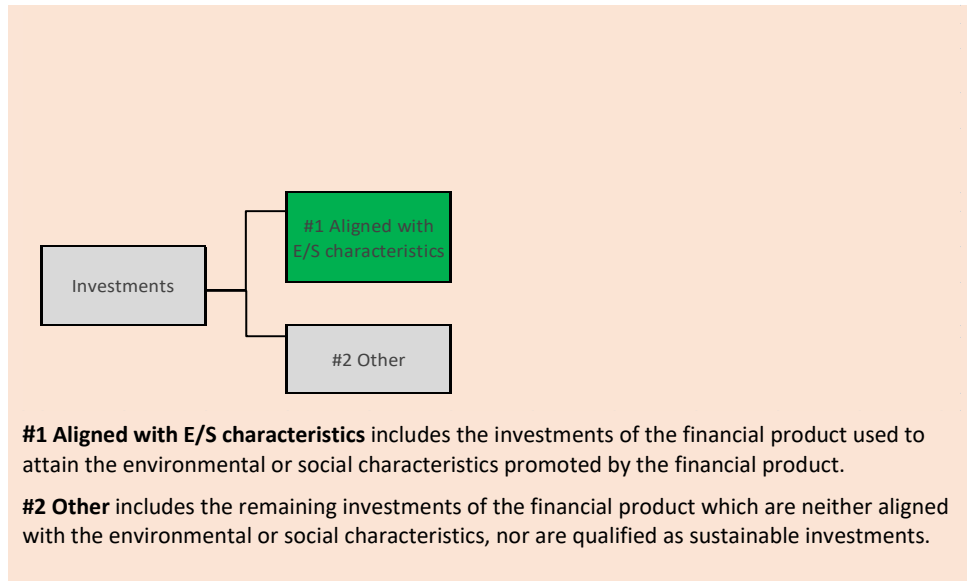 #1 Aligned with
E/S characteristics
Investments
#2 Other
#1 Aligned with E/S characteristics includes the investments of the financial product used to
attain the environmental or social characteristics promoted by the financial product.
#2 Other includes the remaining investments of the financial product which are neither aligned
with the environmental or social characteristics, nor are qualified as sustainable investments.